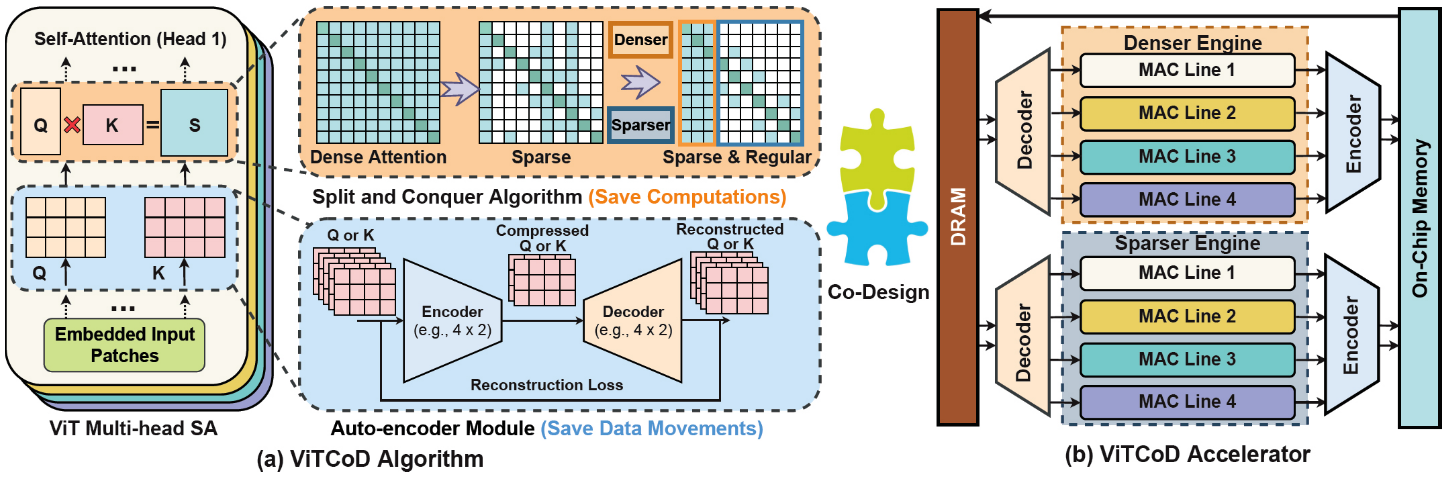 Self-Attention (Head 1)
...
Q × K = S
Q
K
...
Embedded Input
Patches
ViT Multi-head SA
Dense Attention
Sparse
Denser
Sparser
Sparse & Regular
Split and Conquer Algorithm (Save Computations)
Q or K
Compressed
Q or K
Reconstructed
Q or K
Encoder
(e.g., 4 x 2)
Decoder
(e.g., 4 x 2)
Reconstruction Loss
Auto-encoder Module (Save Data Movements)
(a) ViTCoD Algorithm
Co-Design
DRAM
Decoder
Denser Engine
MAC Line 1
MAC Line 2
MAC Line 3
MAC Line 4
Encoder
Decoder
Sparser Engine
MAC Line 1
MAC Line 2
MAC Line 3
MAC Line 4
Encoder
On-Chip Memory
(b) ViTCoD Accelerator